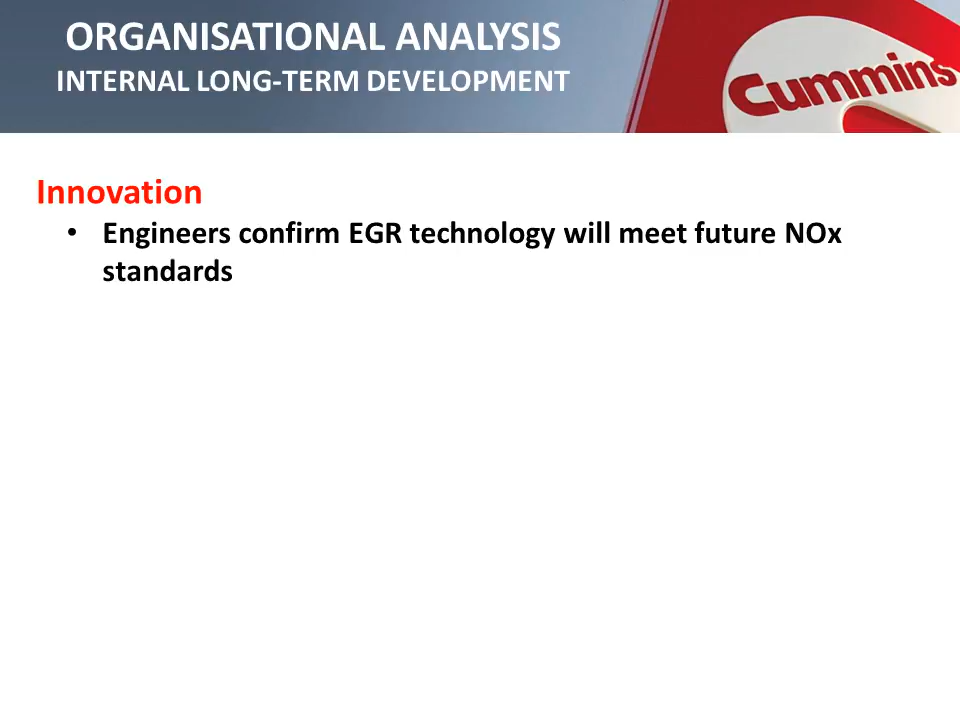 ORGANISATIONAL ANALYSIS
INTERNAL LONG-TERM DEVELOPMENT
Cummins
Innovation
• Engineers confirm EGR technology will meet future NOx
standards